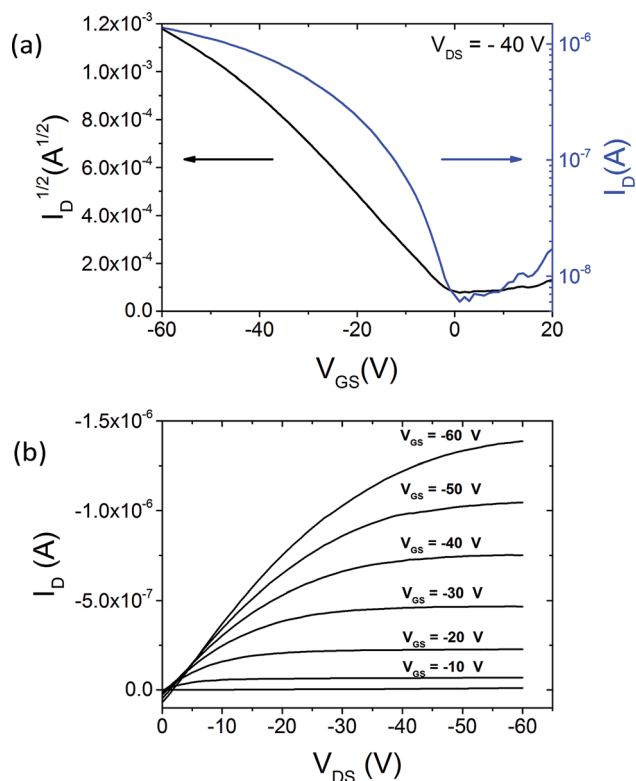 (a)
V_DS = - 40 V
I_D^1/2(A^1/2)
1.2x10^-3
1.0x10^-3
8.0x10^-4
6.0x10^-4
4.0x10^-4
2.0x10^-4
0.0
10^-6
10^-7
10^-8
I_D(A)
-60
-40
-20
0
20
V_GS(V)
(b)
I_D (A)
-1.5x10^-6
-1.0x10^-6
-5.0x10^-7
0.0
V_GS = -60 V
V_GS = -50 V
V_GS = -40 V
V_GS = -30 V
V_GS = -20 V
V_GS = -10 V
0
-10
-20
-30
-40
-50
-60
V_DS (V)